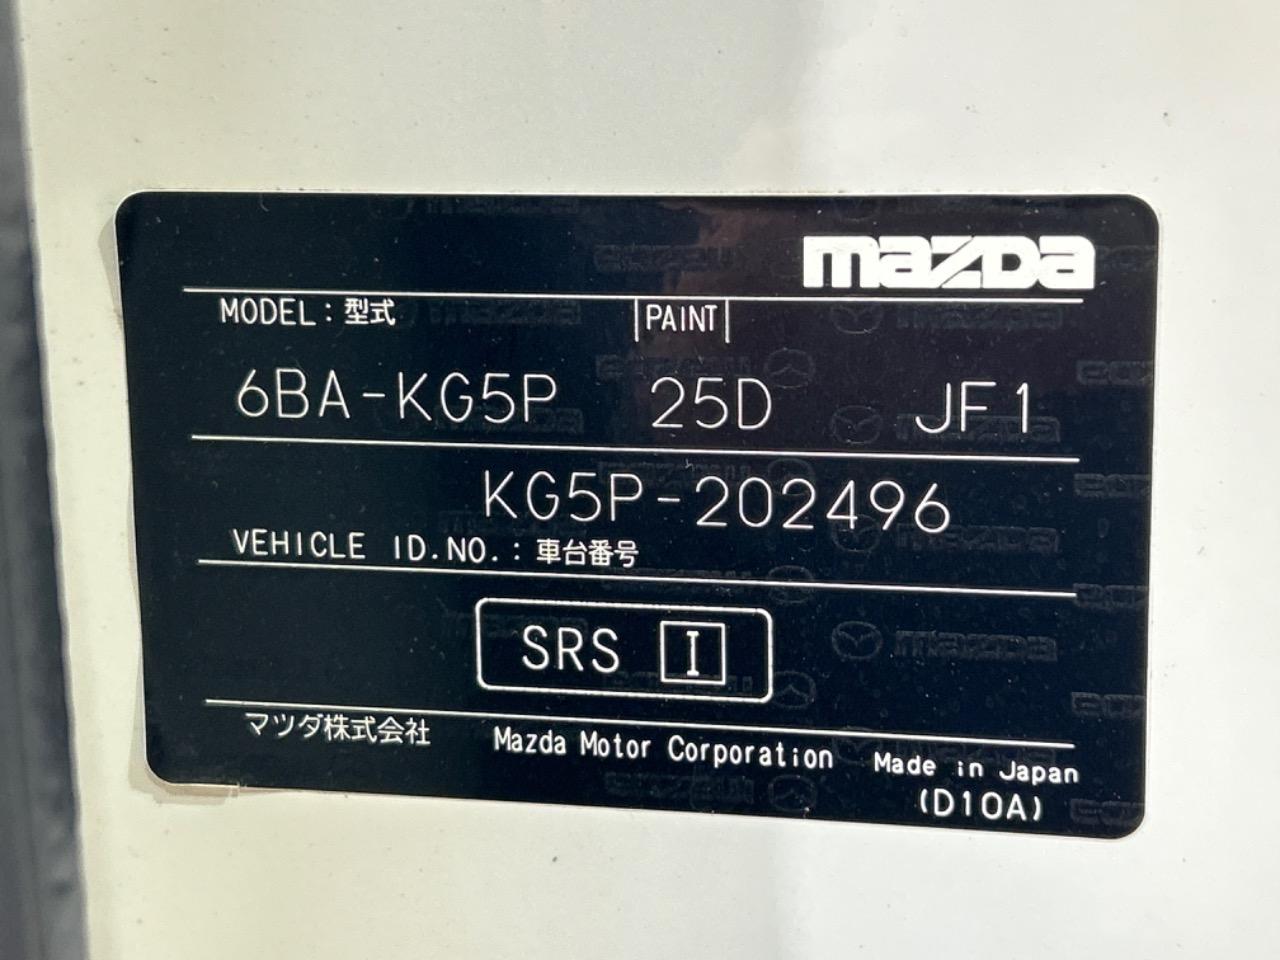 mazda
MODEL：型式 PAINT
6BA-KG5P 25D JF1
KG5P-202496
VEHICLE ID.NO.：車台番号
SRS I
マツダ株式会社 Mazda Motor Corporation Made in Japan
(D10A)